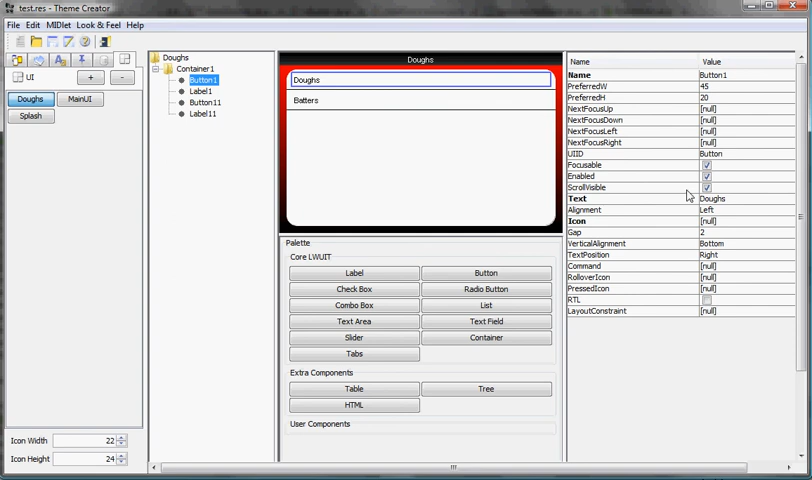 test.res - Theme Creator
File Edit MIDlet Look & Feel Help
UI + -
Doughs MainUI
Splash
Icon Width 22
Icon Height 24
Doughs
Container1
Button1
Label1
Button11
Label11
Doughs
Doughs
Batters
Palette
Core LWUIT
Label Button
Check Box Radio Button
Combo Box List
Text Area Text Field
Slider Container
Tabs
Extra Components
Table Tree
HTML
User Components
Name Value
Name Button1
PreferredW 45
PreferredH 20
NextFocusUp [null]
NextFocusDown [null]
NextFocusLeft [null]
NextFocusRight [null]
UIID Button
Focusable
Enabled
ScrollVisible
Text Doughs
Alignment Left
Icon [null]
Gap 2
VerticalAlignment Bottom
TextPosition Right
Command [null]
RolloverIcon [null]
PressedIcon [null]
RTL
LayoutConstraint [null]